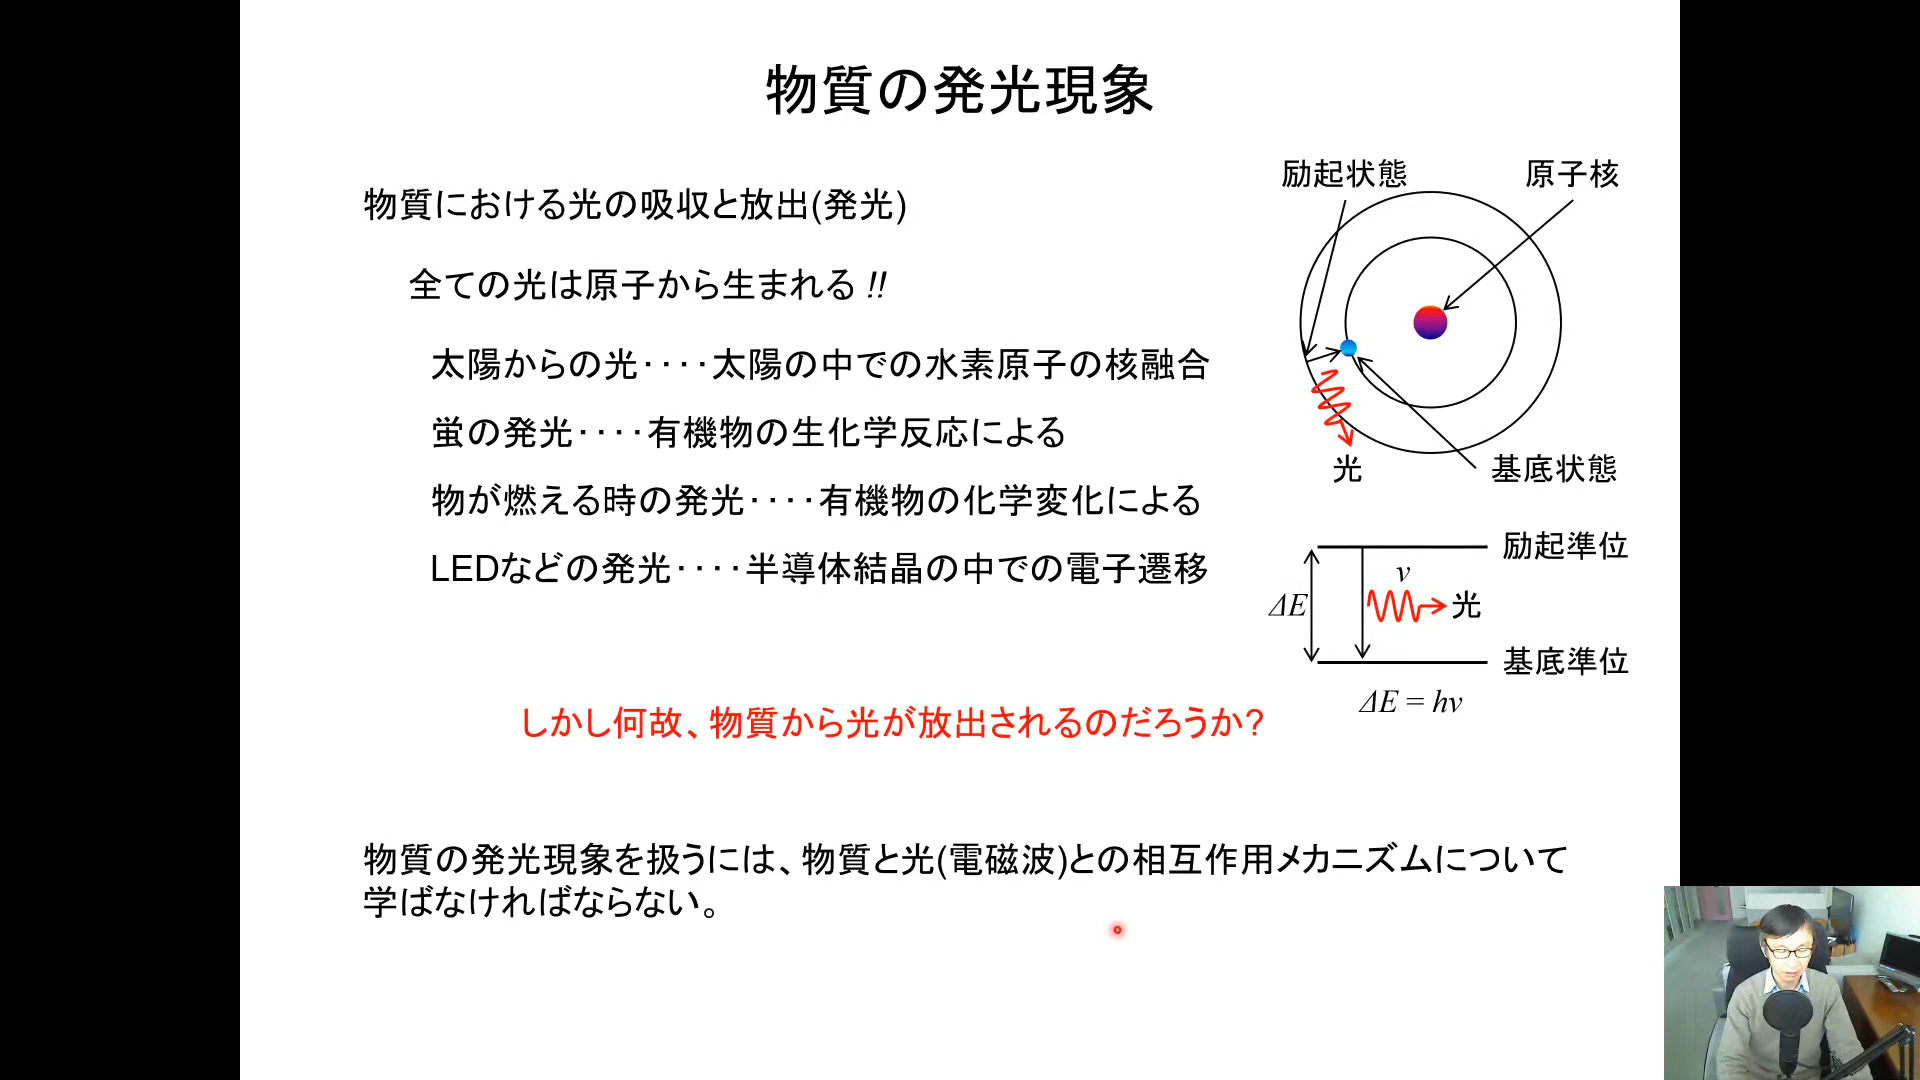 物質の発光現象
物質における光の吸収と放出(発光)
全ての光は原子から生まれる !!
太陽からの光････太陽の中での水素原子の核融合
蛍の発光････有機物の生化学反応による
物が燃える時の発光････有機物の化学変化による
LEDなどの発光････半導体結晶の中での電子遷移
励起状態
原子核
光
基底状態
励起準位
ν
ΔE
光
基底準位
ΔE = hν
しかし何故、物質から光が放出されるのだろうか?
物質の発光現象を扱うには、物質と光(電磁波)との相互作用メカニズムについて
学ばなければならない。